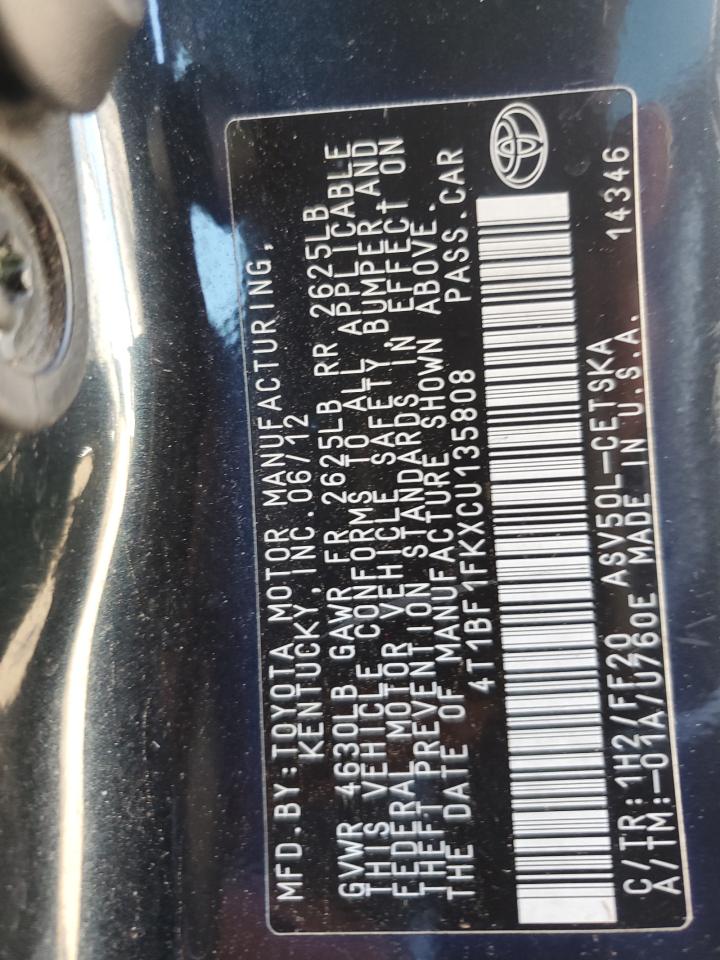 MFD.BY:TOYOTA MOTOR MANUFACTURING,
KENTUCKY,INC.06/12
GVWR 4630LB GAWR FR 2625LB RR 2625LB
THIS VEHICLE CONFORMS TO ALL APPLICABLE
FEDERAL MOTOR VEHICLE SAFETY,BUMPER AND
THEFT PREVENTION STANDARDS IN EFFECT ON
THE DATE OF MANUFACTURE SHOWN ABOVE.
4T1BF1FKXCU135808 PASS.CAR
C/TR:1H2/FF20 ASV50L-CETSKA
A/TM:-01A/U760E MADE IN U.S.A. 14346